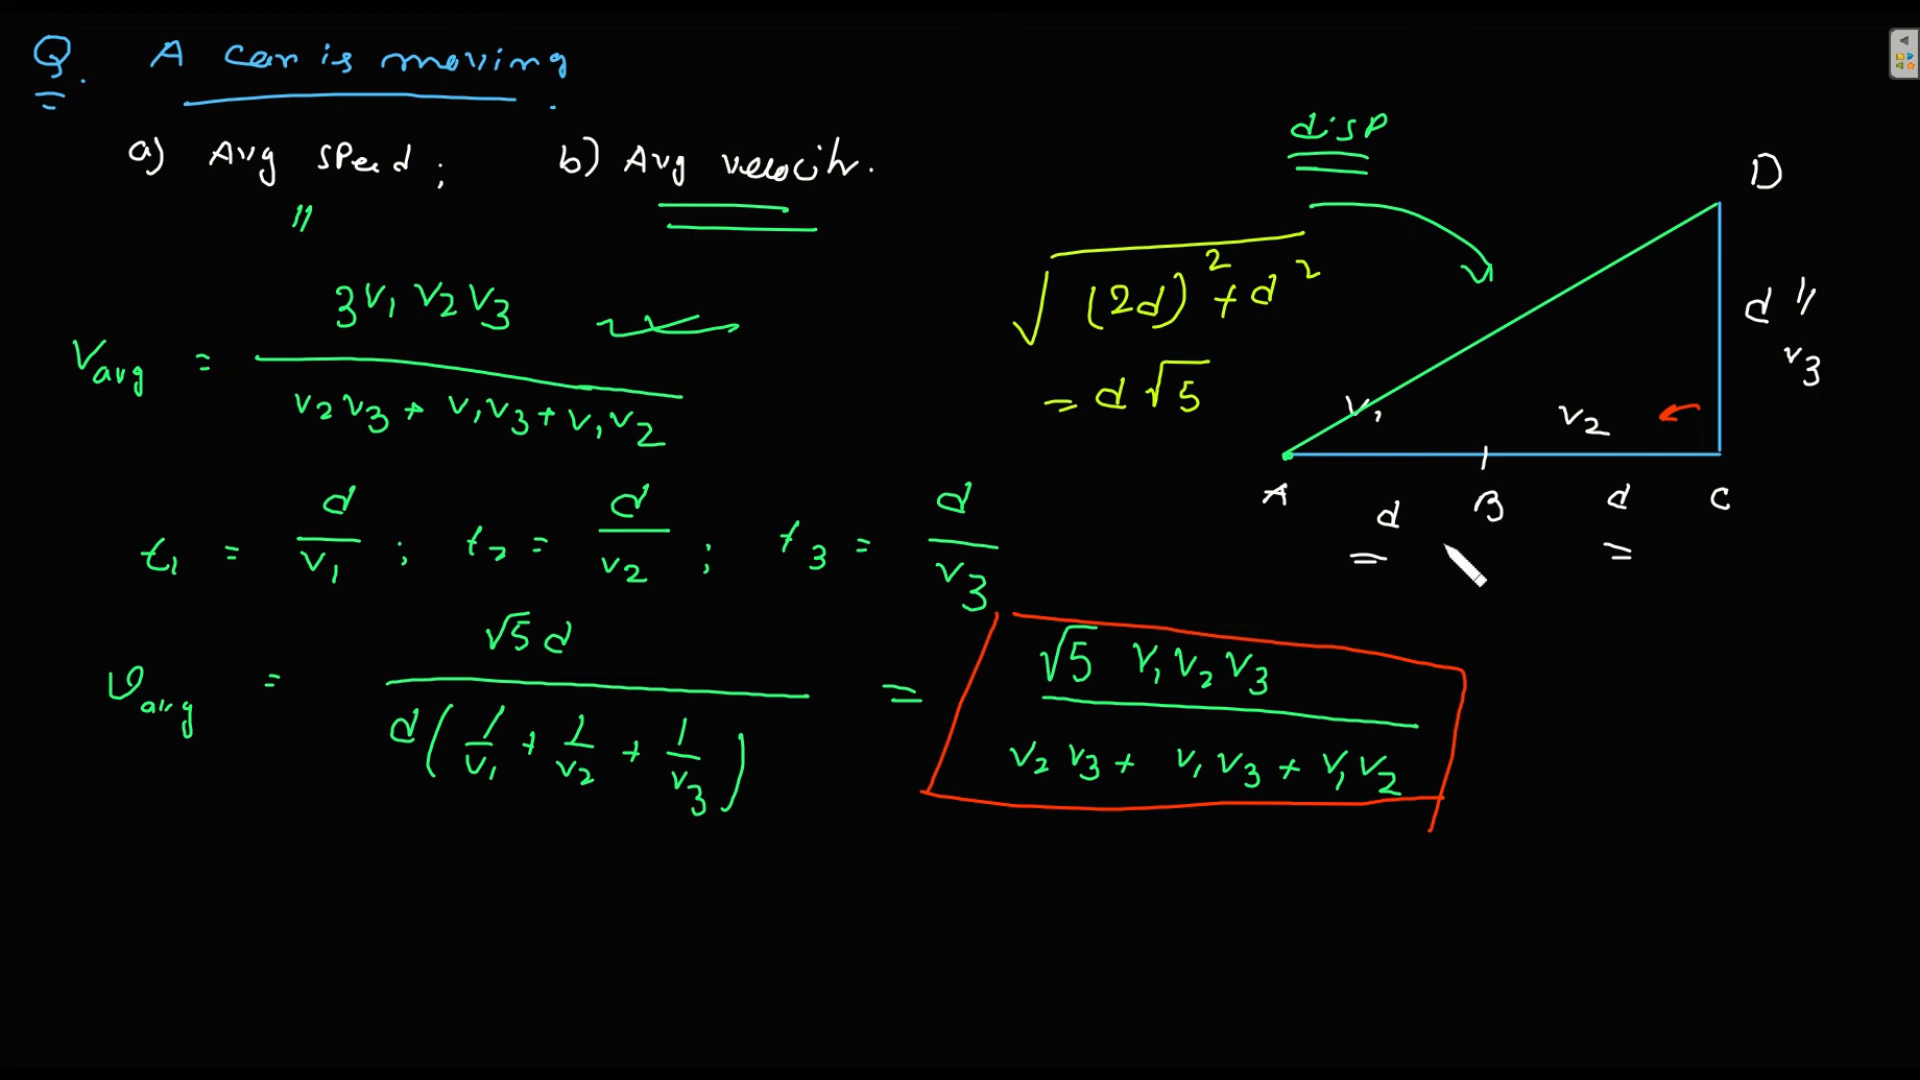 Q. A car is moving.
a) Avg speed; b) Avg velocity.
Vavg = 3V₁V₂V₃ / (V₂V₃ + V₁V₃ + V₁V₂)
t₁ = d/V₁ ; t₂ = d/V₂ ; t₃ = d/V₃
vavg = √5 d / d(1/V₁ + 1/V₂ + 1/V₃) = √5 V₁V₂V₃ / (V₂V₃ + V₁V₃ + V₁V₂)
disp
√((2d)² + d²)
= d√5
D
d
V₃
V₁ V₂
A B C
d d